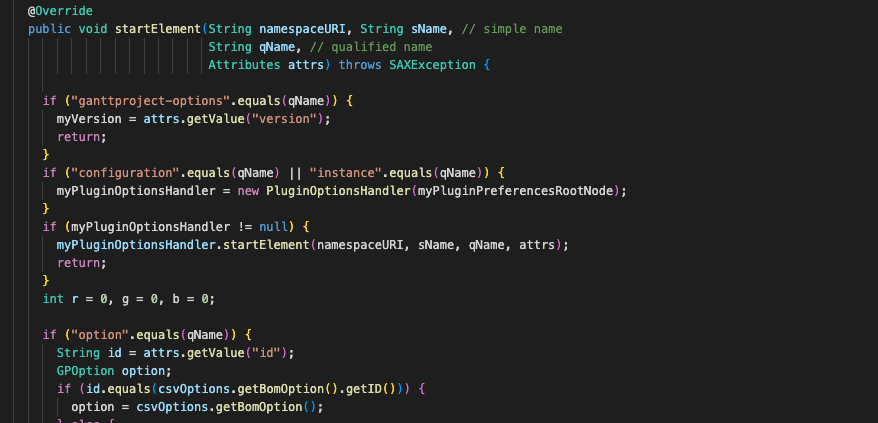 @Override
public void startElement(String namespaceURI, String sName, // simple name
String qName, // qualified name
Attributes attrs) throws SAXException {
if ("ganttproject-options".equals(qName)) {
myVersion = attrs.getValue("version");
return;
}
if ("configuration".equals(qName) || "instance".equals(qName)) {
myPluginOptionsHandler = new PluginOptionsHandler(myPluginPreferencesRootNode);
}
if (myPluginOptionsHandler != null) {
myPluginOptionsHandler.startElement(namespaceURI, sName, qName, attrs);
return;
}
int r = 0, g = 0, b = 0;
if ("option".equals(qName)) {
String id = attrs.getValue("id");
GPOption option;
if (id.equals(csvOptions.getBomOption().getID())) {
option = csvOptions.getBomOption();
} else {